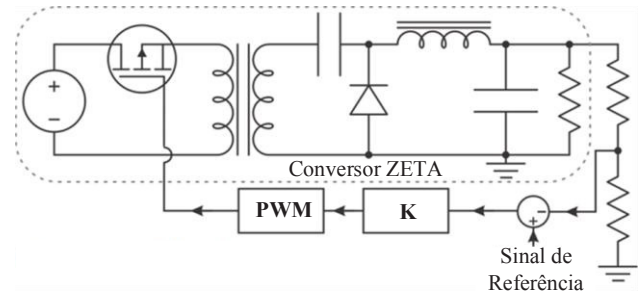 +
−
Conversor ZETA
PWM
K
−
+
Sinal de
Referência